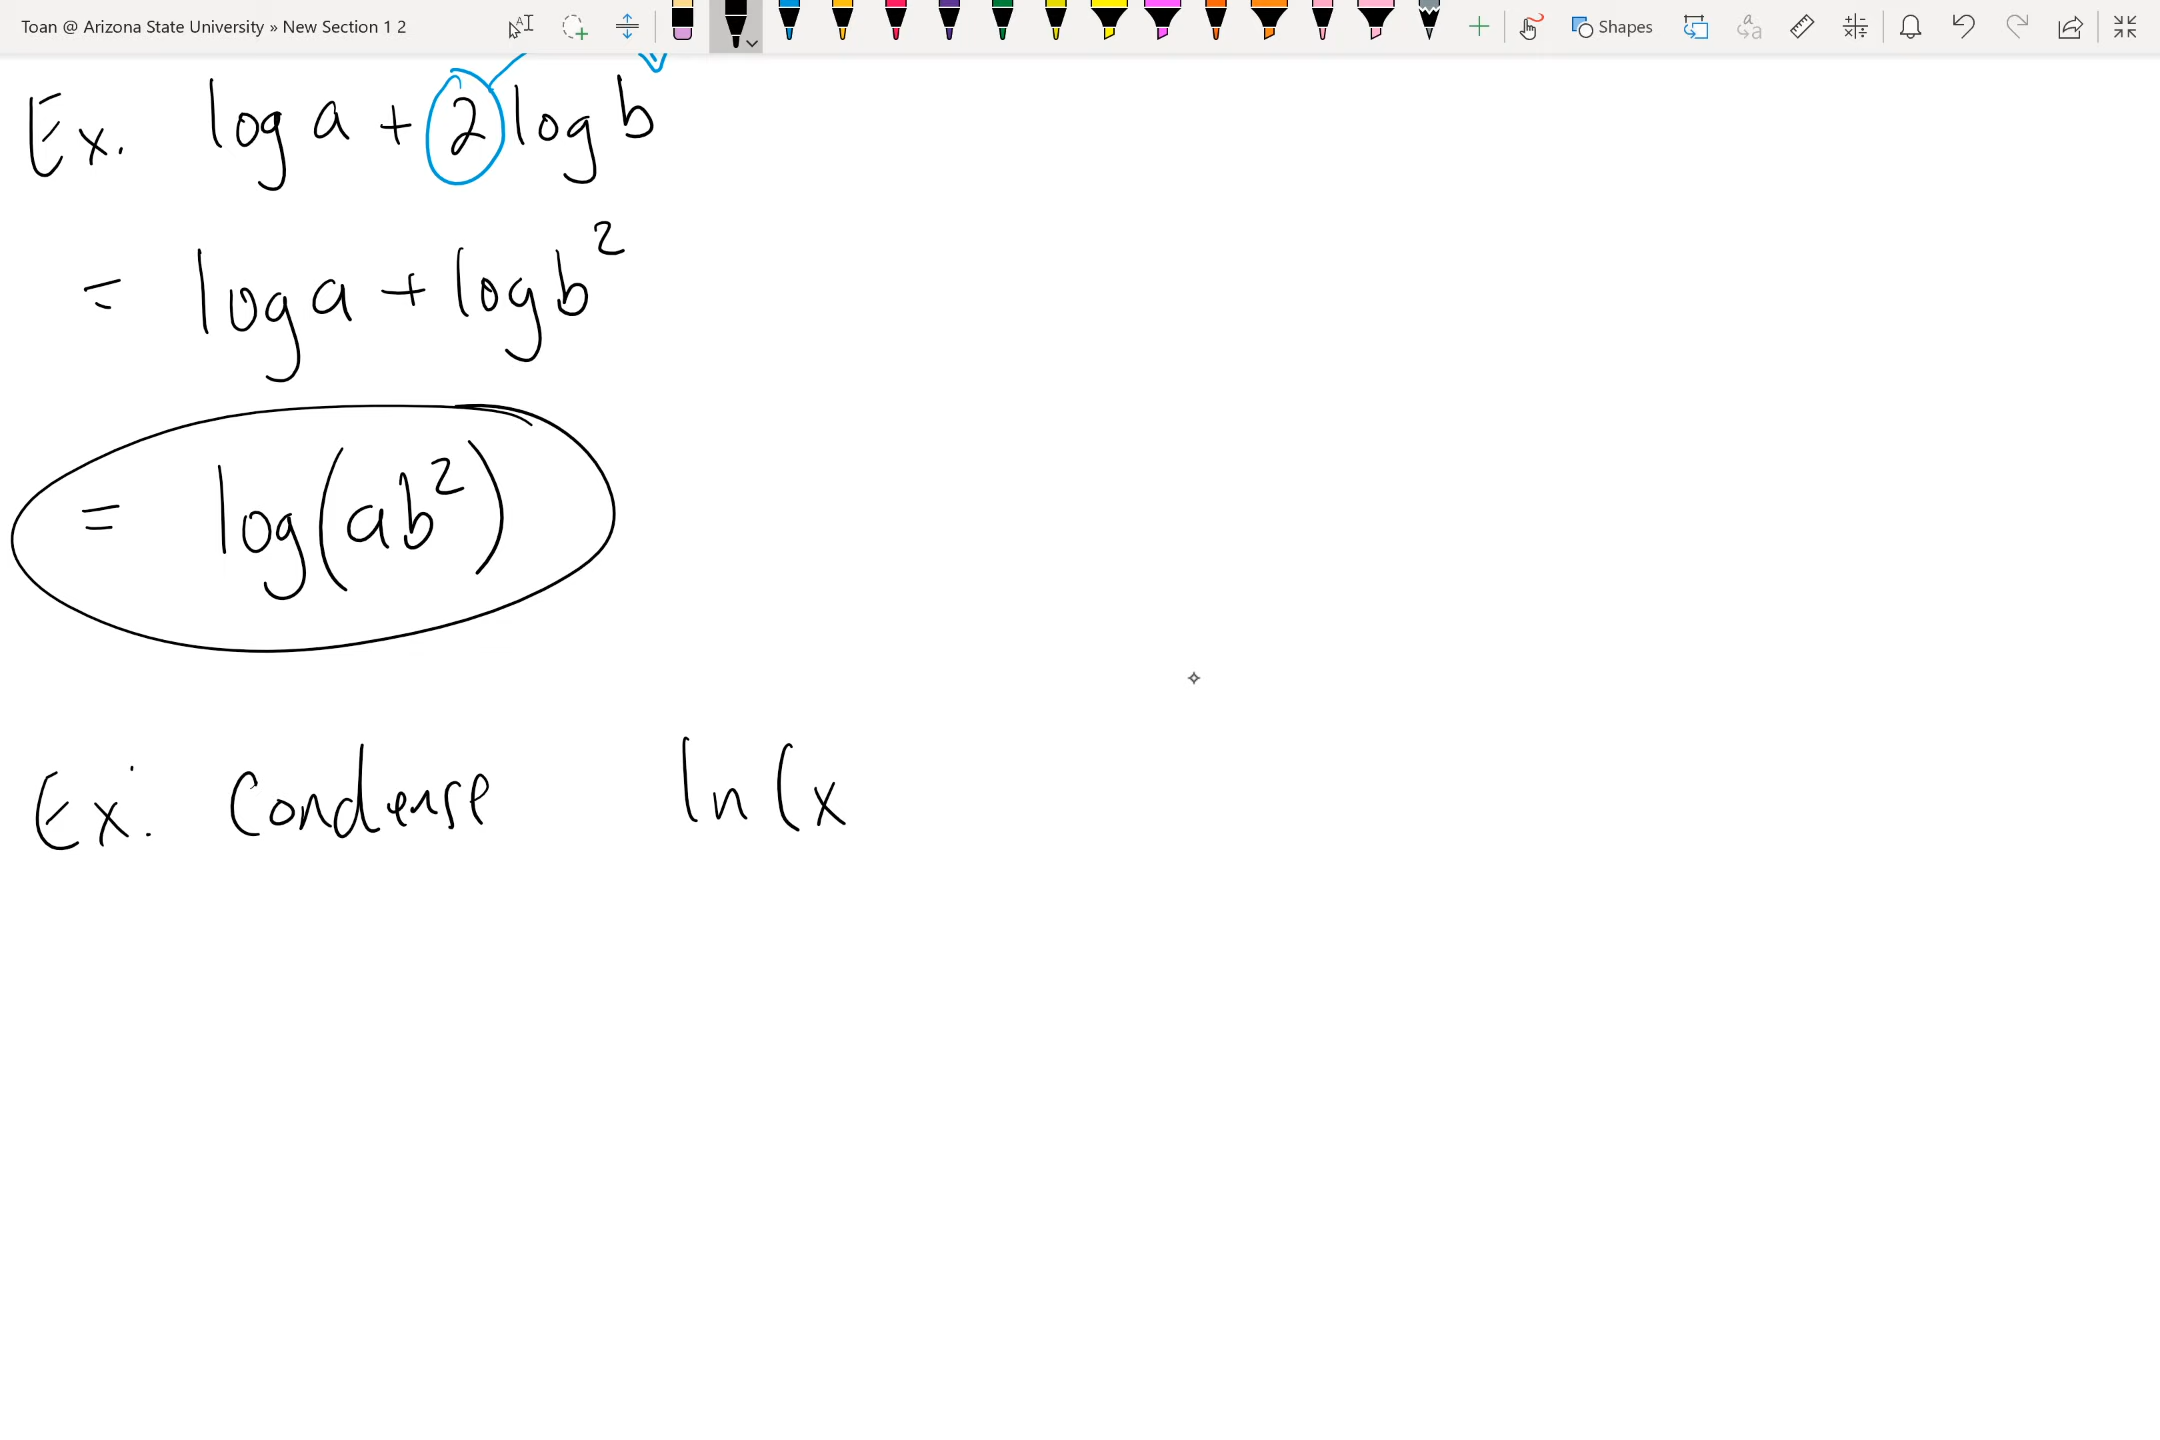 Toan @ Arizona State University » New Section 1 2 Shapes
Ex. log a + 2 log b
= log a + log b²
= log(ab²)
Ex. Condense ln(x